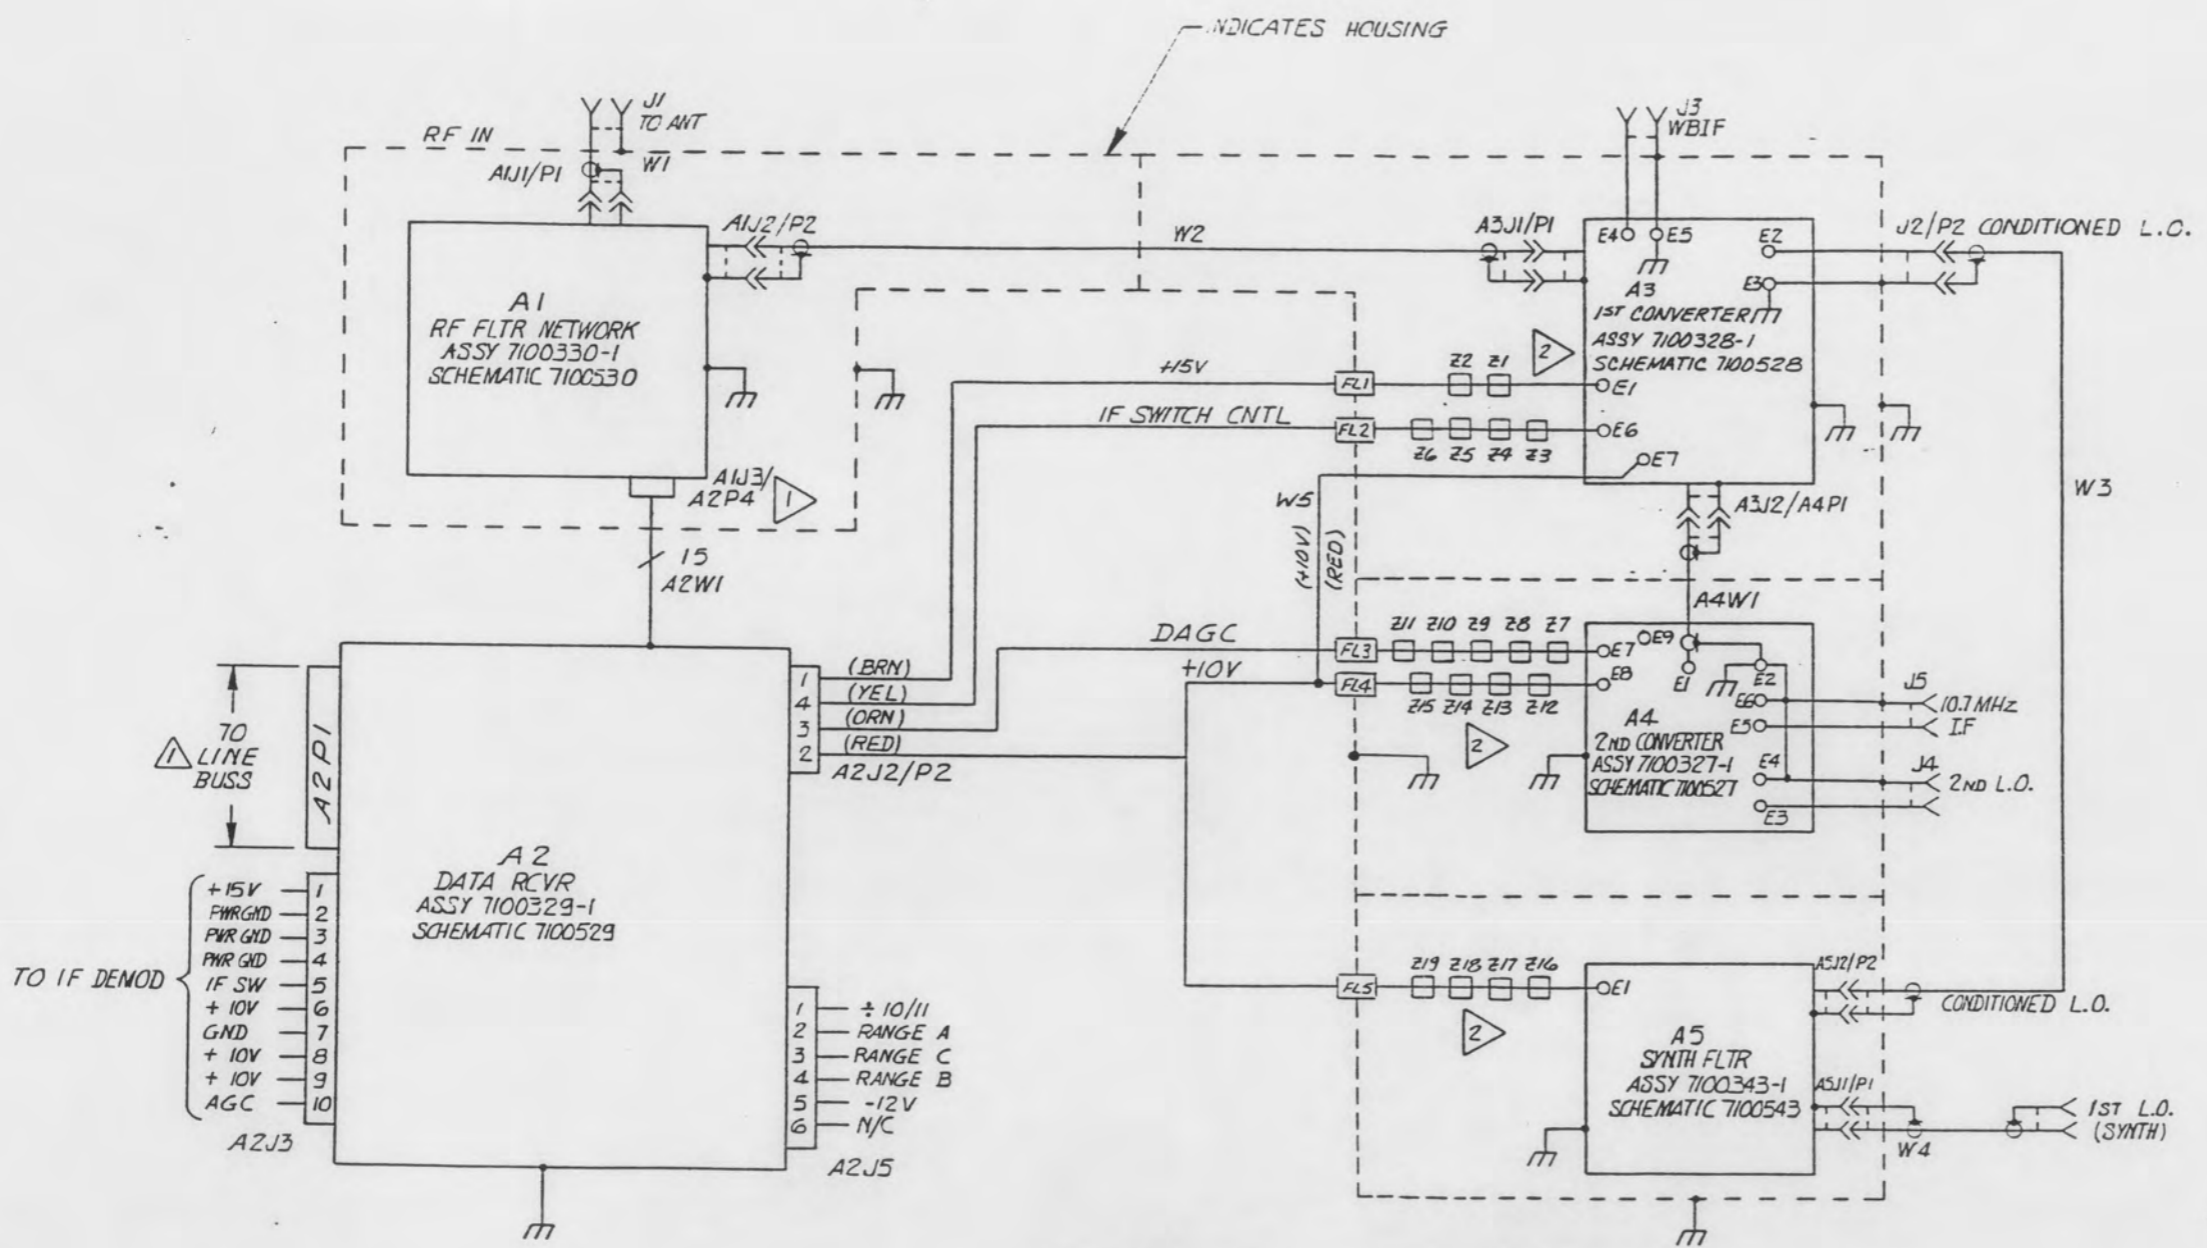 NDICATES HOUSING
J1
TO ANT
RF IN
A1J1/P1
W1
A1J2/P2
W2
A3J1/P1
J3
WBIF
E4
E5
E2
J2/P2 CONDITIONED L.O.
E3
A1
RF FLTR NETWORK
ASSY 7100330-1
SCHEMATIC 7100530
A3
1ST CONVERTER
ASSY 7100328-1
SCHEMATIC 7100528
2
+15V
FL1
Z2 Z1
E1
IF SWITCH CNTL
FL2
Z6 Z5 Z4 Z3
E6
E7
A1J3/
A2P4
1
W5
(+10V)
(RED)
A3J2/A4P1
W3
15
A2W1
A4W1
DAGC
FL3
Z11 Z10 Z9 Z8 Z7
E7
E9
+10V
FL4
Z15 Z14 Z13 Z12
E8
E1
E2
E6
J5
10.7 MHz
I.F
E5
A4
2ND CONVERTER
ASSY 7100327-1
SCHEMATIC 7100527
2
E4
J4
2ND L.O.
E3
1 (BRN)
4 (YEL)
3 (ORN)
2 (RED)
A2J2/P2
70
1 LINE
BUSS
A2P1
A2
DATA RCVR
ASSY 7100329-1
SCHEMATIC 7100529
TO IF DEMOD
+15V 1
PWR GND 2
PWR GND 3
PWR GND 4
IF SW 5
+ 10V 6
GND 7
+ 10V 8
+ 10V 9
AGC 10
A2J3
1 ÷ 10/11
2 RANGE A
3 RANGE C
4 RANGE B
5 -12V
6 N/C
A2J5
FL5
Z19 Z18 Z17 Z16
E1
2
A5J2/P2
CONDITIONED L.O.
A5
SYNTH FLTR
ASSY 7100343-1
SCHEMATIC 7100543
A5J1/P1
W4
1ST L.O.
(SYNTH)